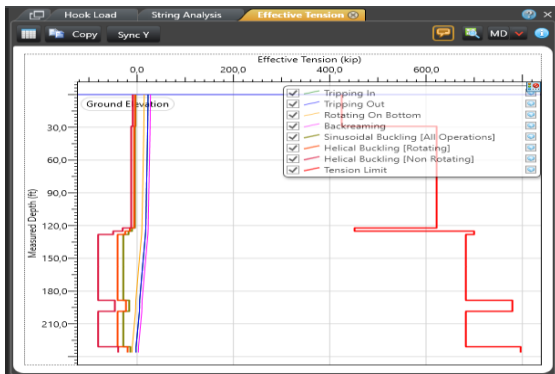 Hook Load String Analysis Effective Tension
Copy Sync Y MD
Effective Tension (kip)
0,0 200,0 400,0 600,0
Ground Elevation
Tripping In
Tripping Out
Rotating On Bottom
Backreaming
Sinusoidal Buckling [All Operations]
Helical Buckling [Rotating]
Helical Buckling [Non Rotating]
Tension Limit
Measured Depth (ft)
30,0
60,0
90,0
120,0
150,0
180,0
210,0